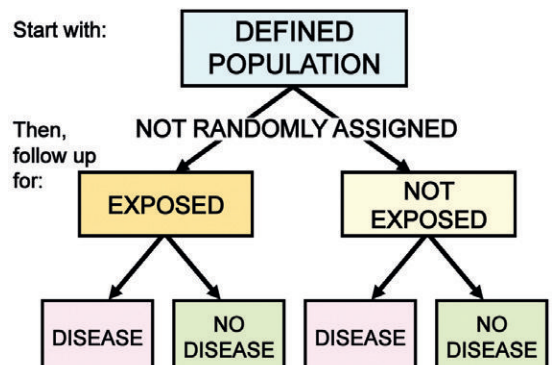 Start with:
DEFINED
POPULATION
Then,
follow up
for:
NOT RANDOMLY ASSIGNED
EXPOSED
NOT
EXPOSED
DISEASE
NO
DISEASE
DISEASE
NO
DISEASE